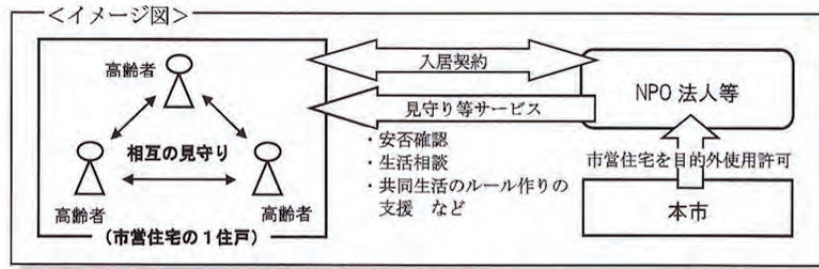 ＜イメージ図＞
高齢者
相互の見守り
高齢者
高齢者
（市営住宅の１住戸）
入居契約
見守り等サービス
・安否確認
・生活相談
・共同生活のルール作りの
支援　など
NPO 法人等
市営住宅を目的外使用許可
本市